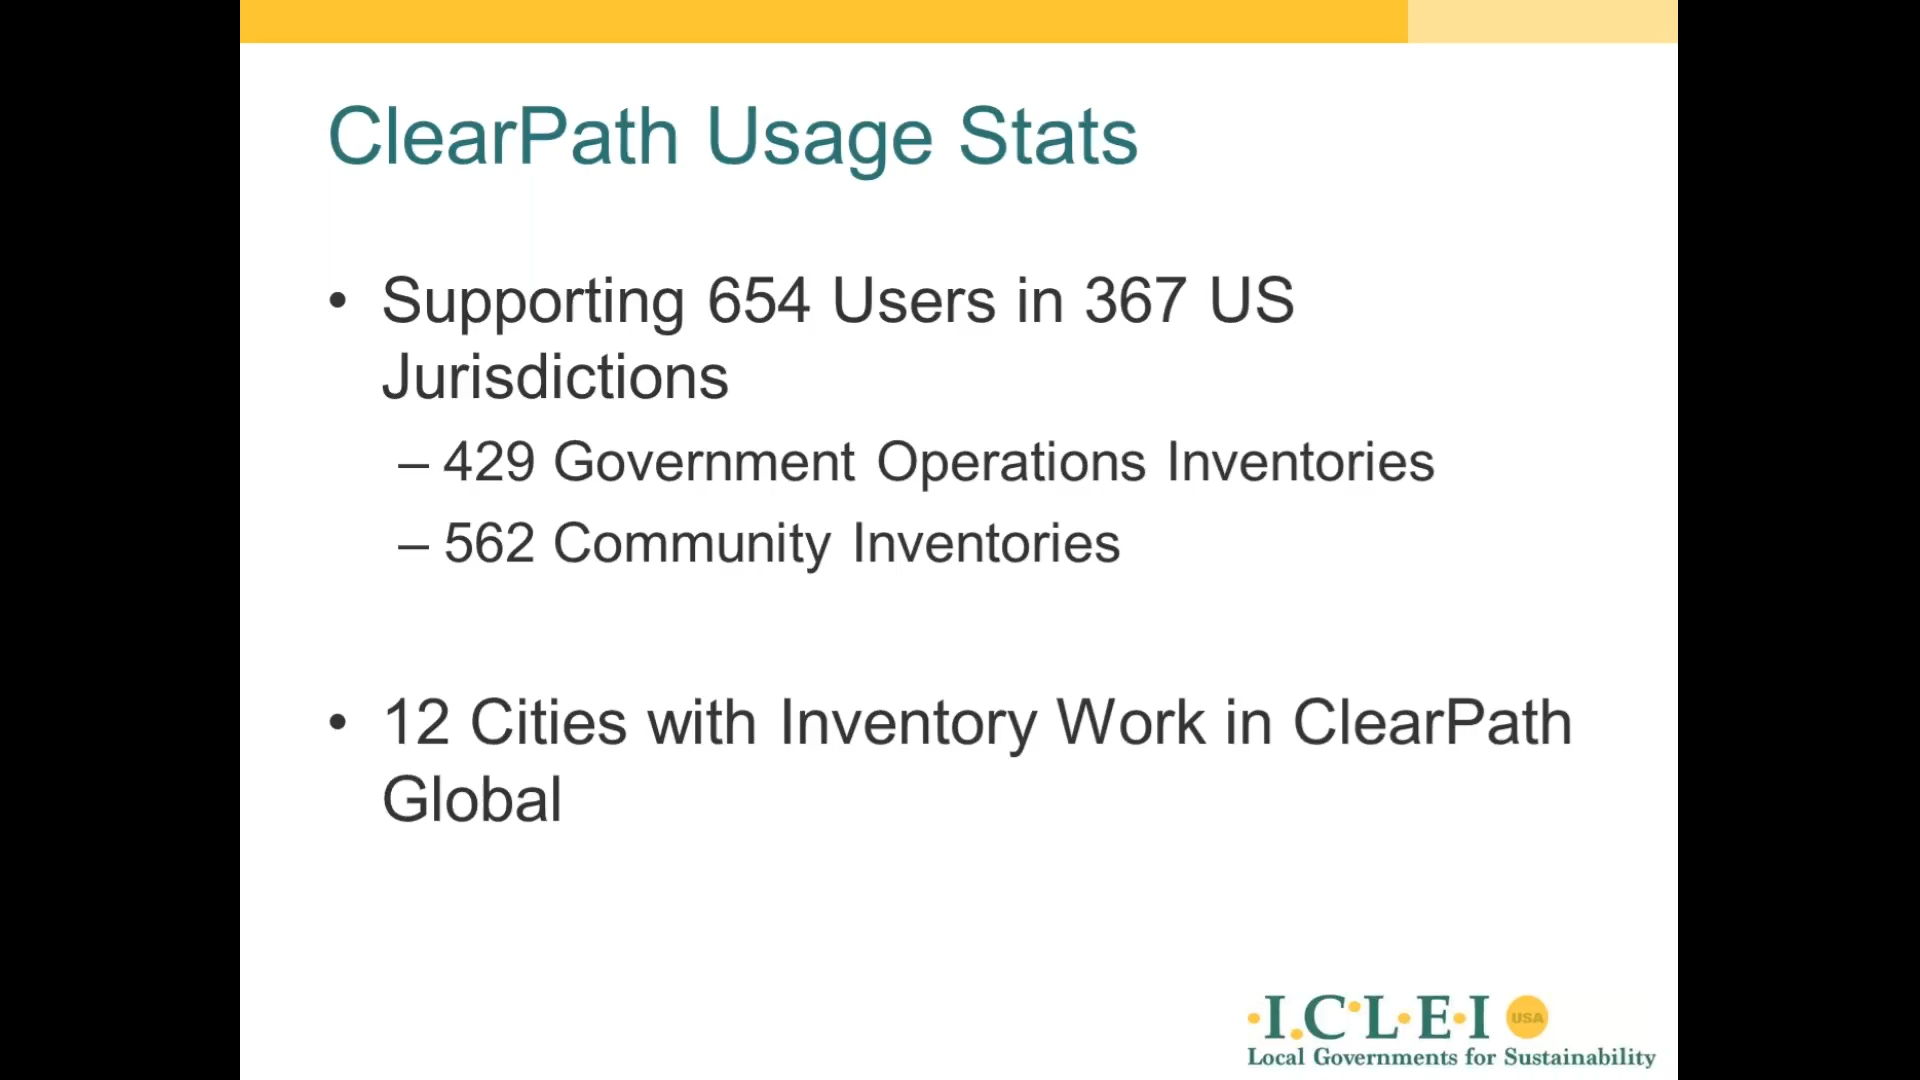 ClearPath Usage Stats
• Supporting 654 Users in 367 US
Jurisdictions
– 429 Government Operations Inventories
– 562 Community Inventories
• 12 Cities with Inventory Work in ClearPath
Global
I.C.L.E.I USA
Local Governments for Sustainability